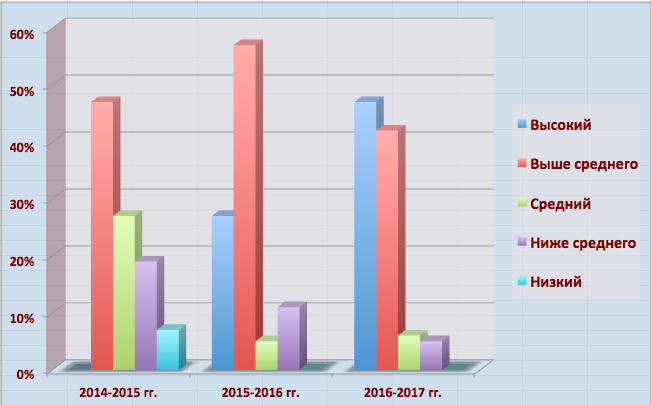 60%
50%
40%
30%
20%
10%
0%
2014-2015 гг.
2015-2016 гг.
2016-2017 гг.
Высокий
Выше среднего
Средний
Ниже среднего
Низкий